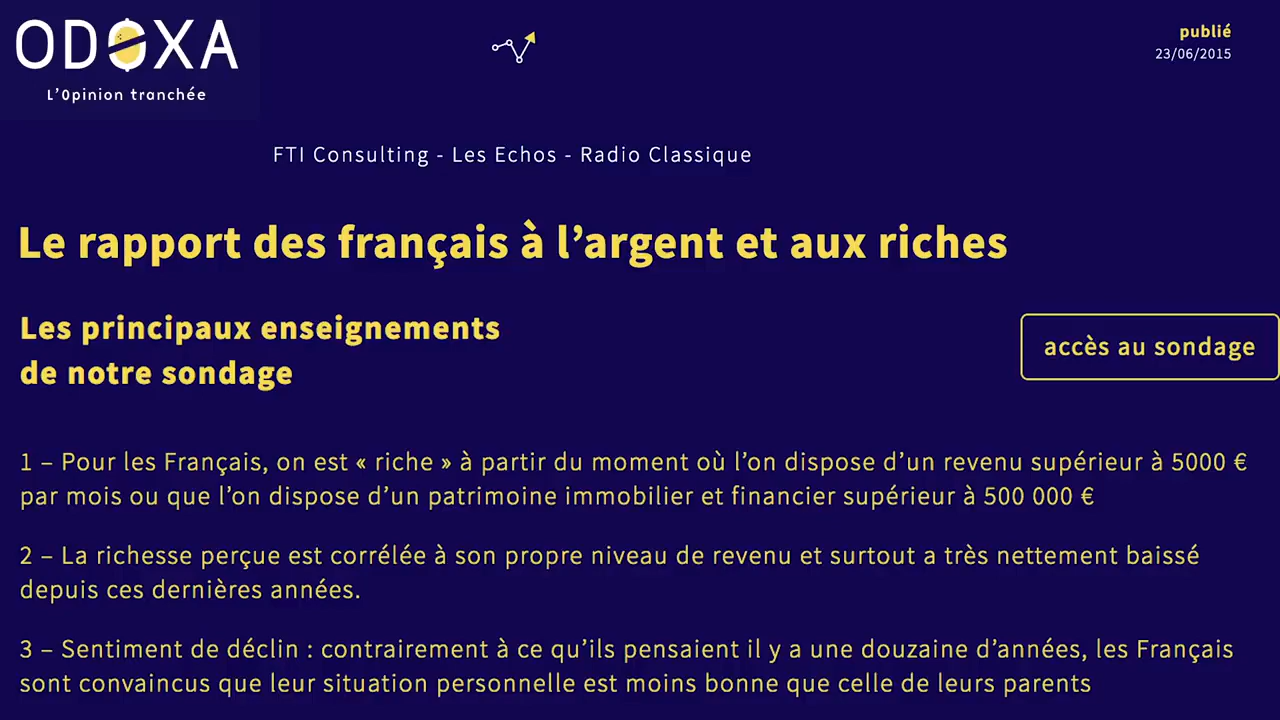 ODOXA
L'Opinion tranchée
publié
23/06/2015
FTI Consulting - Les Echos - Radio Classique
Le rapport des français à l’argent et aux riches
Les principaux enseignements
de notre sondage
accès au sondage
1 – Pour les Français, on est « riche » à partir du moment où l’on dispose d’un revenu supérieur à 5000 €
par mois ou que l’on dispose d’un patrimoine immobilier et financier supérieur à 500 000 €
2 – La richesse perçue est corrélée à son propre niveau de revenu et surtout a très nettement baissé
depuis ces dernières années.
3 – Sentiment de déclin : contrairement à ce qu’ils pensaient il y a une douzaine d’années, les Français
sont convaincus que leur situation personnelle est moins bonne que celle de leurs parents